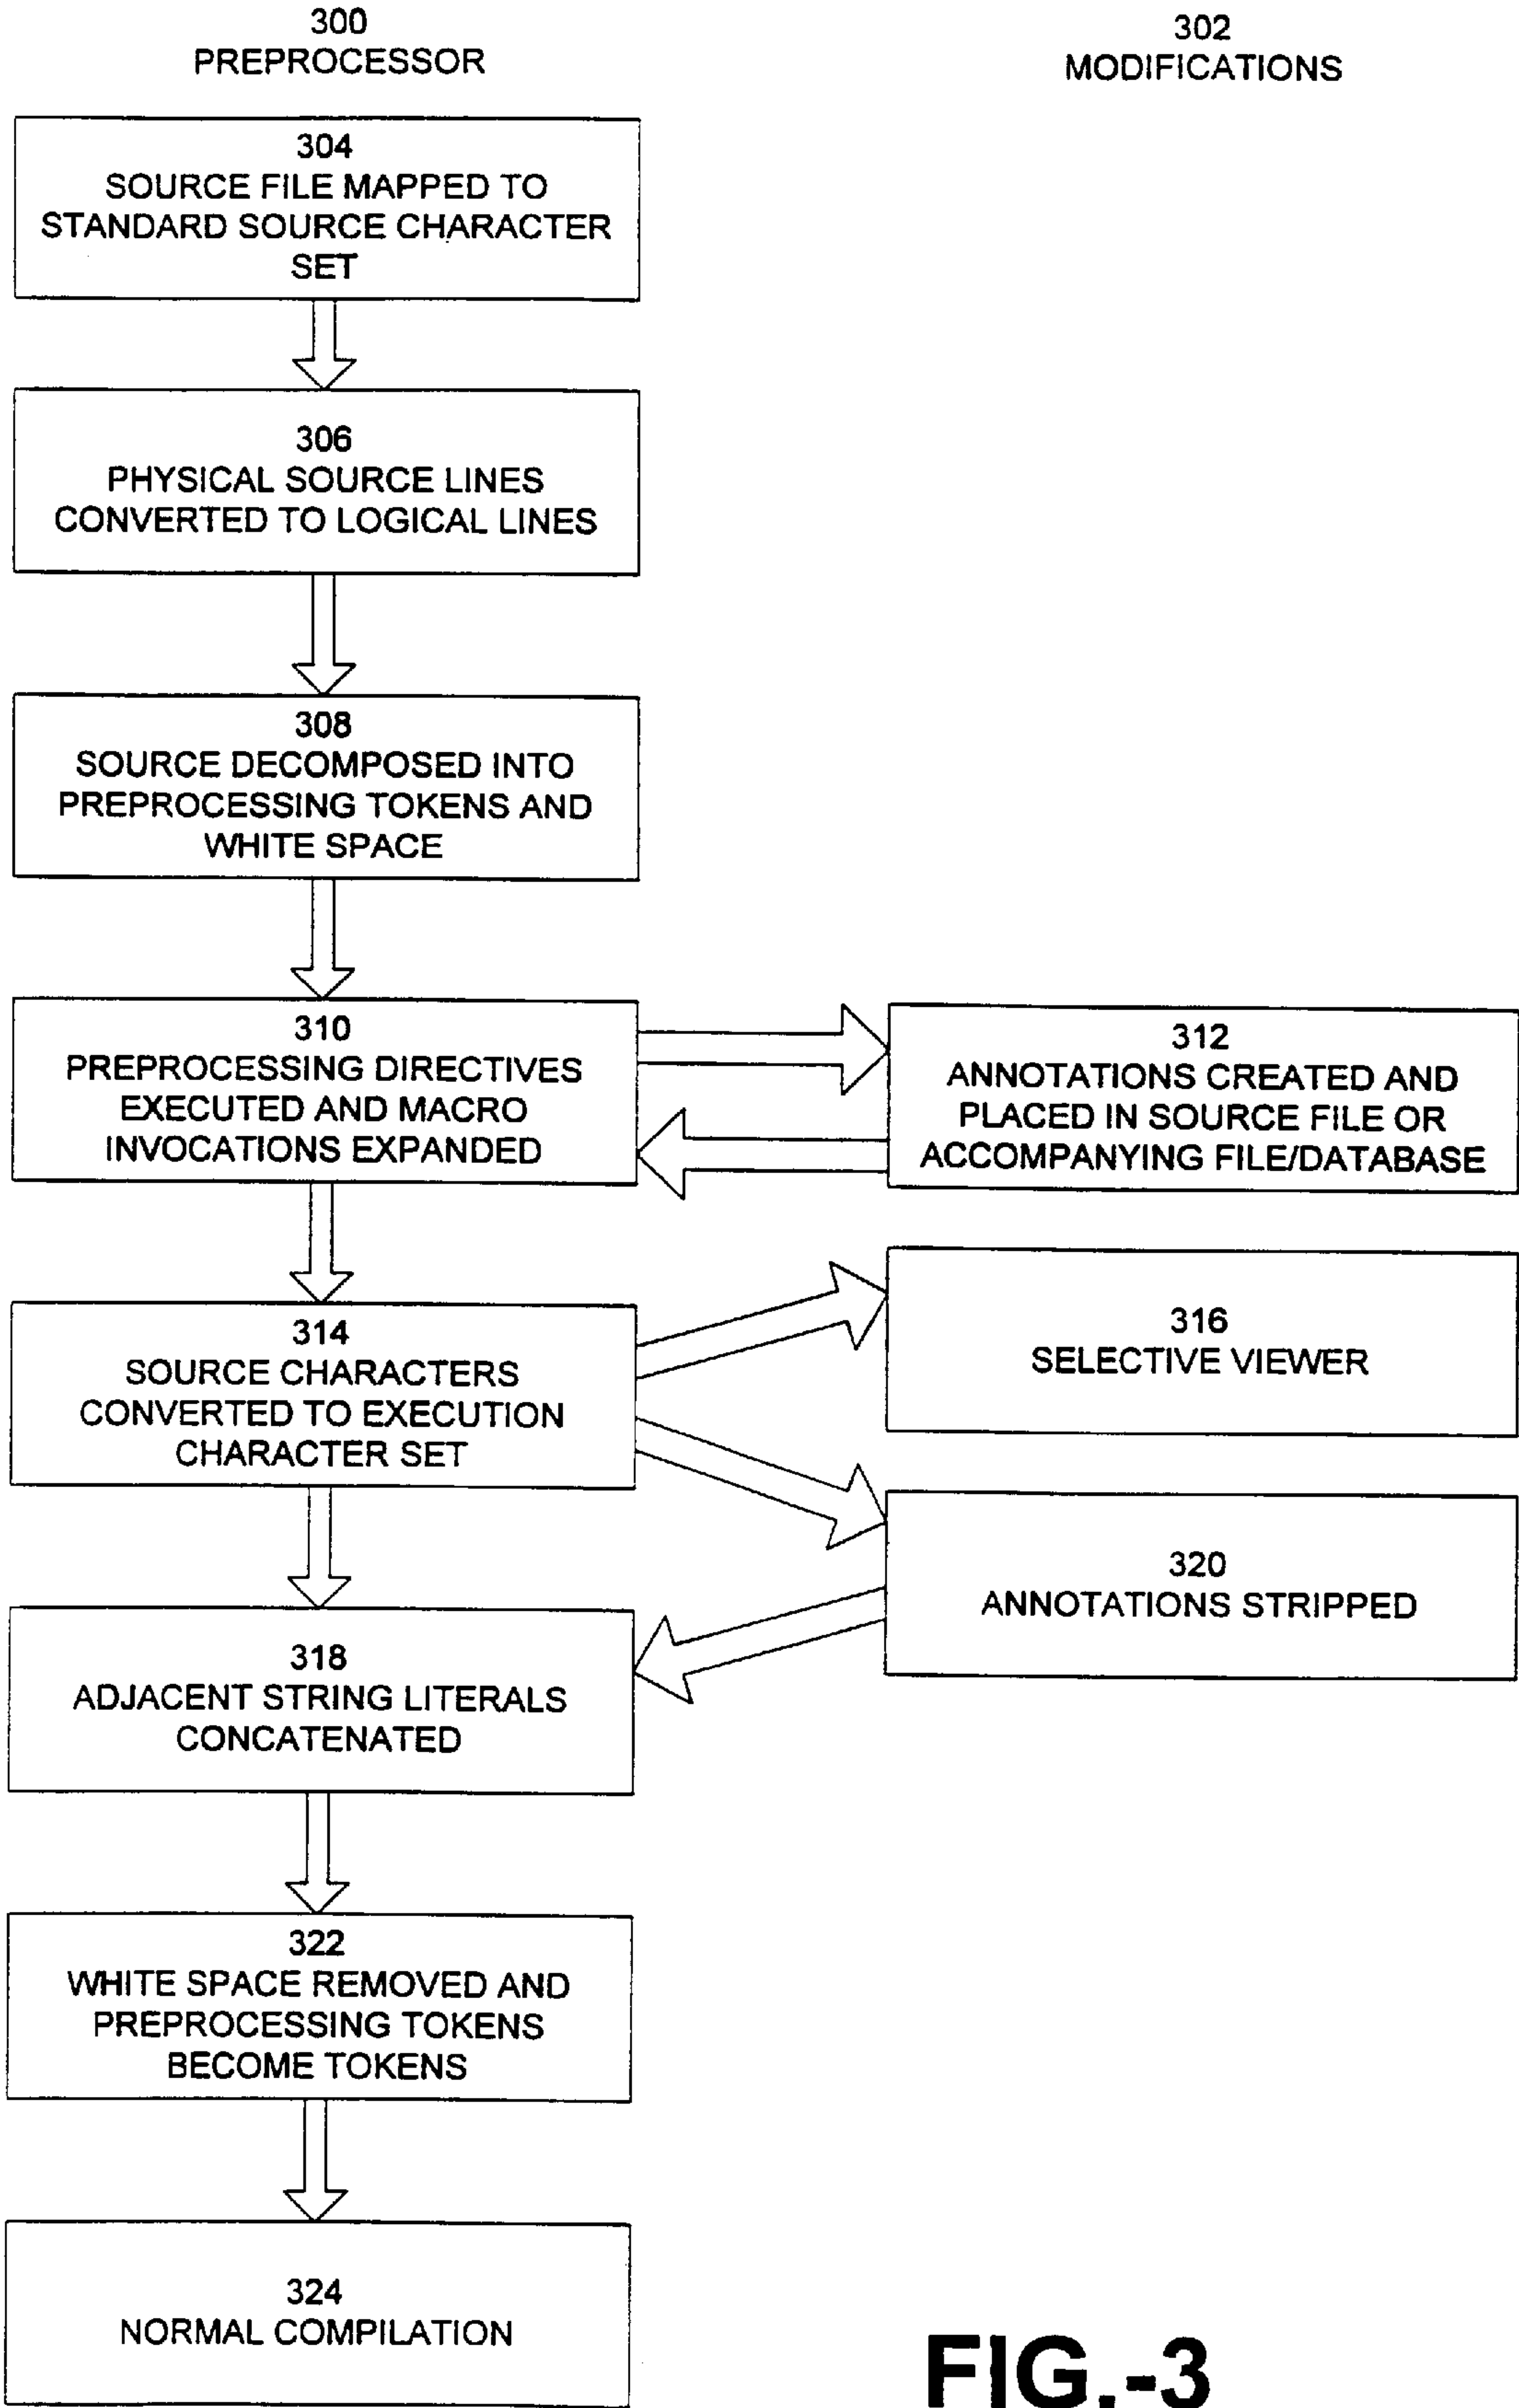 300
PREPROCESSOR
302
MODIFICATIONS
304
SOURCE FILE MAPPED TO
STANDARD SOURCE CHARACTER
SET
306
PHYSICAL SOURCE LINES
CONVERTED TO LOGICAL LINES
308
SOURCE DECOMPOSED INTO
PREPROCESSING TOKENS AND
WHITE SPACE
310
PREPROCESSING DIRECTIVES
EXECUTED AND MACRO
INVOCATIONS EXPANDED
312
ANNOTATIONS CREATED AND
PLACED IN SOURCE FILE OR
ACCOMPANYING FILE/DATABASE
314
SOURCE CHARACTERS
CONVERTED TO EXECUTION
CHARACTER SET
316
SELECTIVE VIEWER
320
ANNOTATIONS STRIPPED
318
ADJACENT STRING LITERALS
CONCATENATED
322
WHITE SPACE REMOVED AND
PREPROCESSING TOKENS
BECOME TOKENS
324
NORMAL COMPILATION
FIG.-3